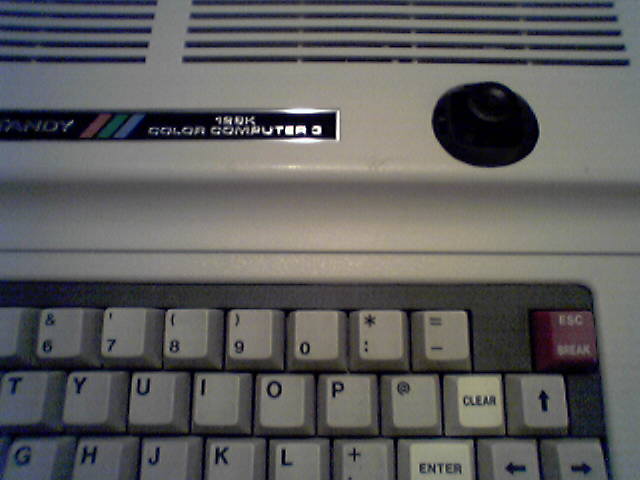 TANDY
128K
COLOR COMPUTER 3
& ' ( ) * =
6 7 8 9 0 : -
ESC
BREAK
T Y U I O P @ CLEAR ↑
G H J K L + ENTER ← →